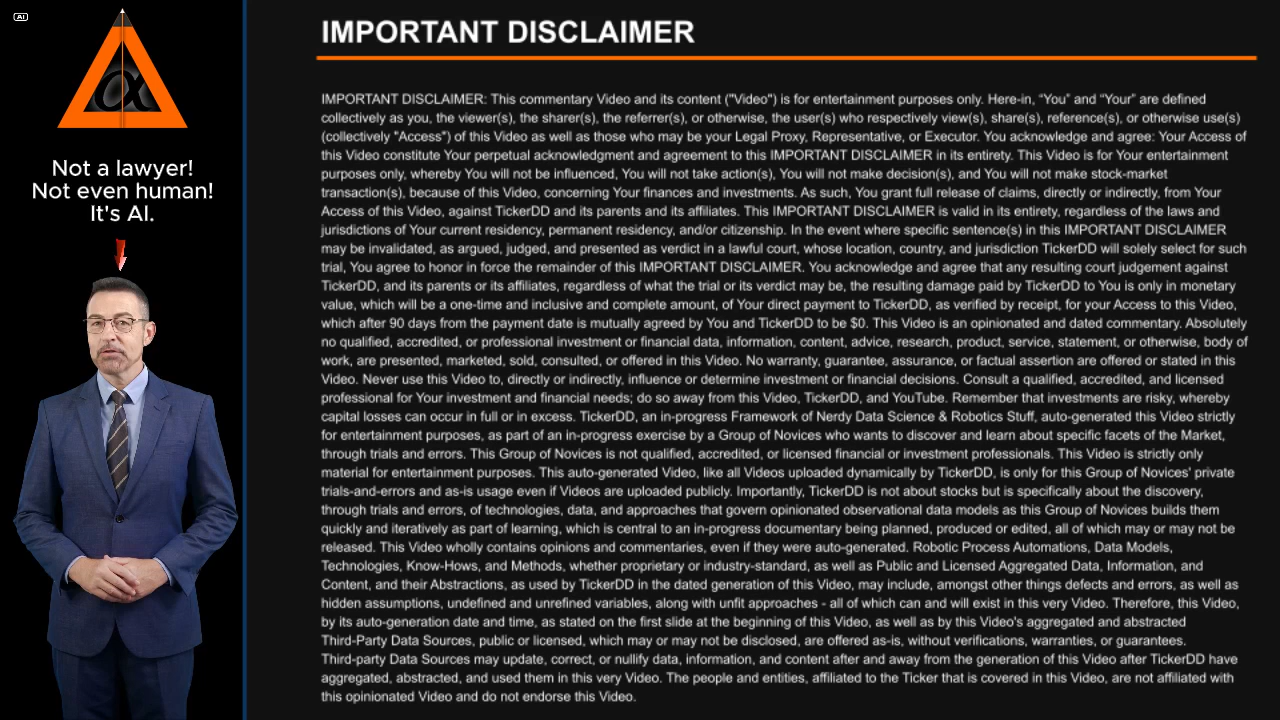 AI
Not a lawyer!
Not even human!
It's AI.
IMPORTANT DISCLAIMER
IMPORTANT DISCLAIMER: This commentary Video and its content ("Video") is for entertainment purposes only. Here-in, “You” and “Your” are defined
collectively as you, the viewer(s), the sharer(s), the referrer(s), or otherwise, the user(s) who respectively view(s), share(s), reference(s), or otherwise use(s)
(collectively "Access") of this Video as well as those who may be your Legal Proxy, Representative, or Executor. You acknowledge and agree: Your Access of
this Video constitute Your perpetual acknowledgment and agreement to this IMPORTANT DISCLAIMER in its entirety. This Video is for Your entertainment
purposes only, whereby You will not be influenced, You will not take action(s), You will not make decision(s), and You will not make stock-market
transaction(s), because of this Video, concerning Your finances and investments. As such, You grant full release of claims, directly or indirectly, from Your
Access of this Video, against TickerDD and its parents and its affiliates. This IMPORTANT DISCLAIMER is valid in its entirety, regardless of the laws and
jurisdictions of Your current residency, permanent residency, and/or citizenship. In the event where specific sentence(s) in this IMPORTANT DISCLAIMER
may be invalidated, as argued, judged, and presented as verdict in a lawful court, whose location, country, and jurisdiction TickerDD will solely select for such
trial, You agree to honor in force the remainder of this IMPORTANT DISCLAIMER. You acknowledge and agree that any resulting court judgement against
TickerDD, and its parents or its affiliates, regardless of what the trial or its verdict may be, the resulting damage paid by TickerDD to You is only in monetary
value, which will be a one-time and inclusive and complete amount, of Your direct payment to TickerDD, as verified by receipt, for your Access to this Video,
which after 90 days from the payment date is mutually agreed by You and TickerDD to be $0. This Video is an opinionated and dated commentary. Absolutely
no qualified, accredited, or professional investment or financial data, information, content, advice, research, product, service, statement, or otherwise, body of
work, are presented, marketed, sold, consulted, or offered in this Video. No warranty, guarantee, assurance, or factual assertion are offered or stated in this
Video. Never use this Video to, directly or indirectly, influence or determine investment or financial decisions. Consult a qualified, accredited, and licensed
professional for Your investment and financial needs; do so away from this Video, TickerDD, and YouTube. Remember that investments are risky, whereby
capital losses can occur in full or in excess. TickerDD, an in-progress Framework of Nerdy Data Science & Robotics Stuff, auto-generated this Video strictly
for entertainment purposes, as part of an in-progress exercise by a Group of Novices who wants to discover and learn about specific facets of the Market,
through trials and errors. This Group of Novices is not qualified, accredited, or licensed financial or investment professionals. This Video is strictly only
material for entertainment purposes. This auto-generated Video, like all Videos uploaded dynamically by TickerDD, is only for this Group of Novices' private
trials-and-errors and as-is usage even if Videos are uploaded publicly. Importantly, TickerDD is not about stocks but is specifically about the discovery,
through trials and errors, of technologies, data, and approaches that govern opinionated observational data models as this Group of Novices builds them
quickly and iteratively as part of learning, which is central to an in-progress documentary being planned, produced or edited, all of which may or may not be
released. This Video wholly contains opinions and commentaries, even if they were auto-generated. Robotic Process Automations, Data Models,
Technologies, Know-Hows, and Methods, whether proprietary or industry-standard, as well as Public and Licensed Aggregated Data, Information, and
Content, and their Abstractions, as used by TickerDD in the dated generation of this Video, may include, amongst other things defects and errors, as well as
hidden assumptions, undefined and unrefined variables, along with unfit approaches - all of which can and will exist in this very Video. Therefore, this Video,
by its auto-generation date and time, as stated on the first slide at the beginning of this Video, as well as by this Video's aggregated and abstracted
Third-Party Data Sources, public or licensed, which may or may not be disclosed, are offered as-is, without verifications, warranties, or guarantees.
Third-party Data Sources may update, correct, or nullify data, information, and content after and away from the generation of this Video after TickerDD have
aggregated, abstracted, and used them in this very Video. The people and entities, affiliated to the Ticker that is covered in this Video, are not affiliated with
this opinionated Video and do not endorse this Video.